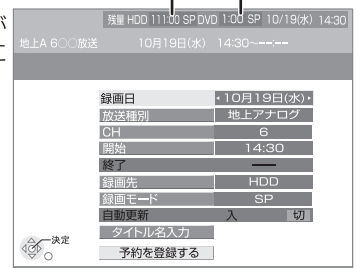 が
に
残量 HDD 111:00 SP DVD 1:00 SP 10/19(水) 14:30
地上A 6○○放送 10月19日(水) 14:30~--:--
録画日 10月19日(水)
放送種別 地上アナログ
CH 6
開始 14:30
終了 —
録画先 HDD
録画モード SP
自動更新 入 切
タイトル名入力
予約を登録する
決定